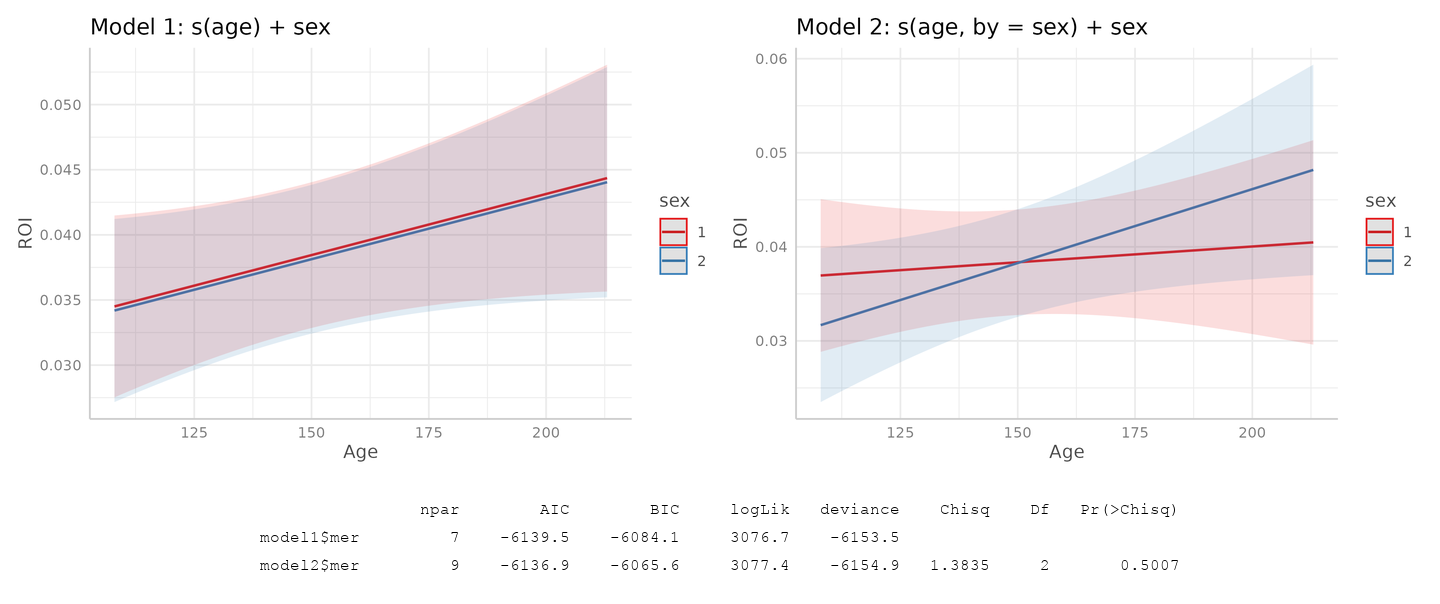 Model 1: s(age) + sex
0.050
0.045
0.040
0.035
0.030
ROI
125 150 175 200
Age
sex
1
2
Model 2: s(age, by = sex) + sex
0.06
0.05
0.04
0.03
ROI
125 150 175 200
Age
sex
1
2
npar AIC BIC logLik deviance Chisq Df Pr(>Chisq)
model1$mer 7 -6139.5 -6084.1 3076.7 -6153.5
model2$mer 9 -6136.9 -6065.6 3077.4 -6154.9 1.3835 2 0.5007